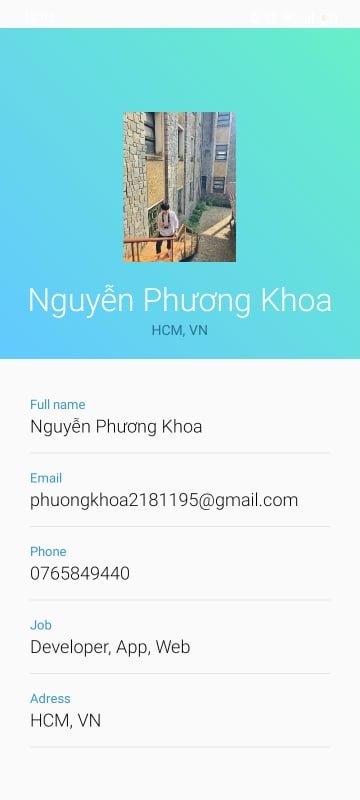 Nguyễn Phương Khoa
HCM, VN
Full name
Nguyễn Phương Khoa
Email
phuongkhoa2181195@gmail.com
Phone
0765849440
Job
Developer, App, Web
Adress
HCM, VN